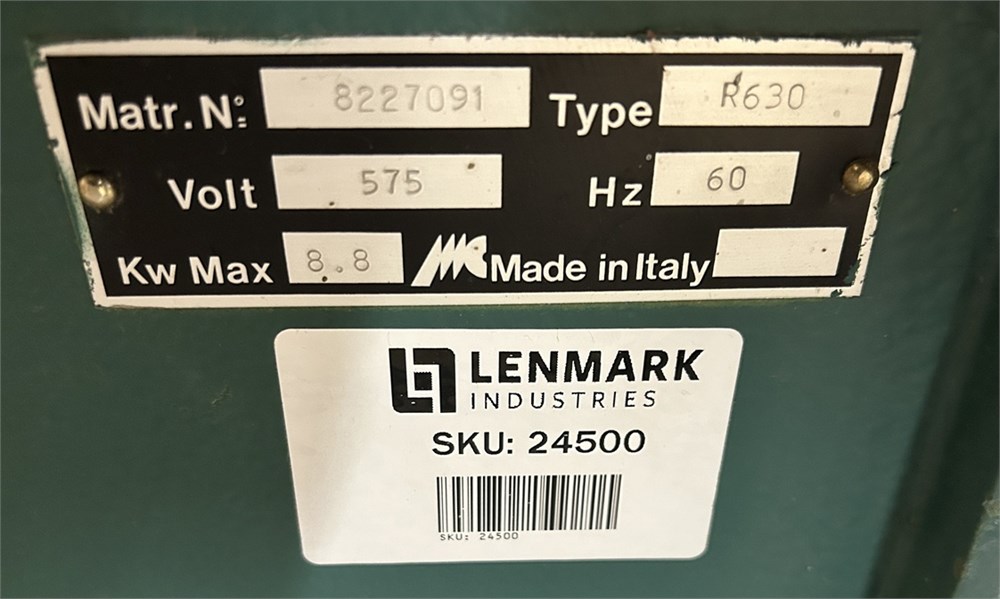 Matr. Nº: 8227091 Type R630
Volt 575 Hz 60
Kw Max 8.8 Made in Italy
LENMARK
INDUSTRIES
SKU: 24500
SKU: 24500